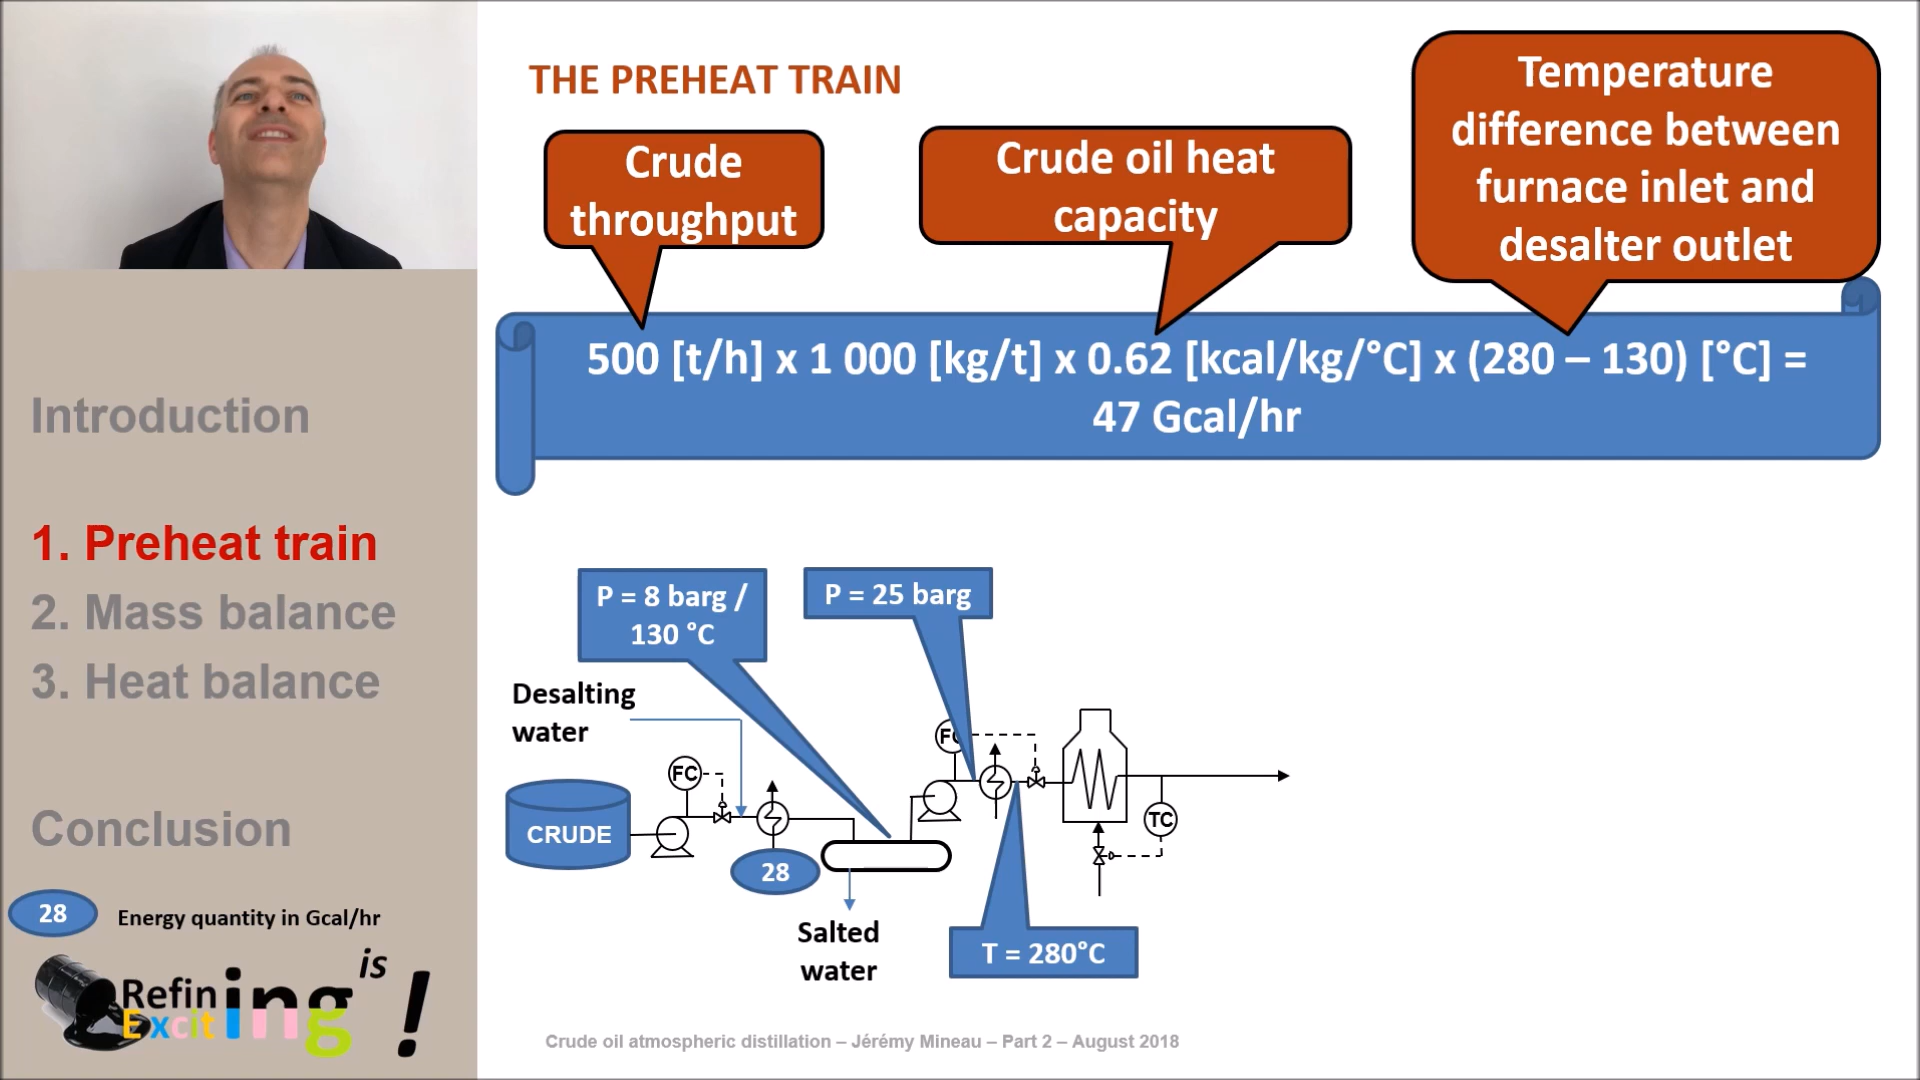 THE PREHEAT TRAIN
Crude
throughput
Crude oil heat
capacity
Temperature
difference between
furnace inlet and
desalter outlet
500 [t/h] x 1 000 [kg/t] x 0.62 [kcal/kg/°C] x (280 – 130) [°C] =
47 Gcal/hr
Introduction
1. Preheat train
2. Mass balance
3. Heat balance
Conclusion
28
Energy quantity in Gcal/hr
Refining
is
Exciting
!
P = 8 barg /
130 °C
P = 25 barg
Desalting
water
FC
FC
CRUDE
28
TC
Salted
water
T = 280°C
Crude oil atmospheric distillation – Jérémy Mineau – Part 2 – August 2018